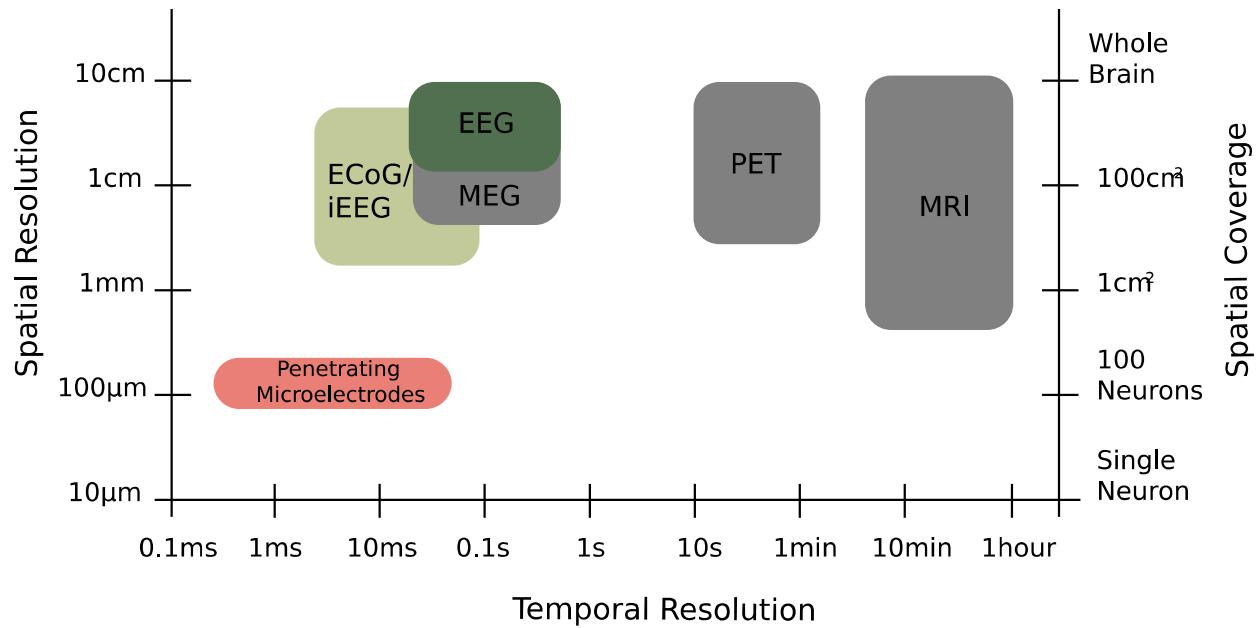 Spatial Resolution
10cm
1cm
1mm
100µm
10µm
ECoG/
iEEG
EEG
MEG
PET
MRI
Penetrating
Microelectrodes
Whole
Brain
100cm²
1cm²
100
Neurons
Single
Neuron
Spatial Coverage
0.1ms
1ms
10ms
0.1s
1s
10s
1min
10min
1hour
Temporal Resolution